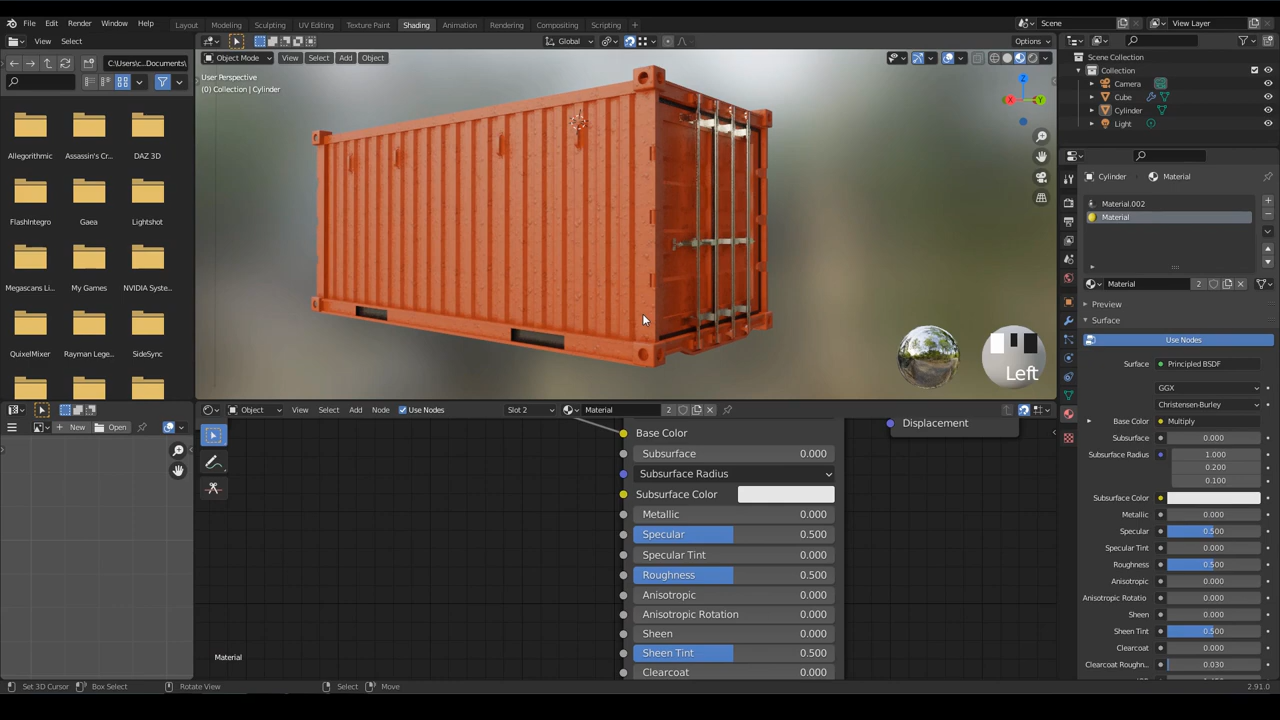 File Edit Render Window Help Layout Modeling Sculpting UV Editing Texture Paint Shading Animation Rendering Compositing Scripting + Scene View Layer
View Select Object Mode View Select Add Object Global Options
C:\Users\c...Documents\
User Perspective
(0) Collection | Cylinder
Allegorithmic Assassin's Cr... DAZ 3D
FlashIntegro Gaea Lightshot
Megascans Li... My Games NVIDIA Syste...
QuixelMixer Rayman Lege... SideSync
X Y Z
Left
Scene Collection
Collection
Camera
Cube
Cylinder
Light
Cylinder Material
Material.002
Material
Material 2
Preview
Surface
Use Nodes
Surface Principled BSDF
GGX
Christensen-Burley
Base Color Multiply
Subsurface 0.000
Subsurface Radius 1.000
0.200
0.100
Subsurface Color
Metallic 0.000
Specular 0.500
Specular Tint 0.000
Roughness 0.500
Anisotropic 0.000
Anisotropic Rotatio 0.000
Sheen 0.000
Sheen Tint 0.500
Clearcoat 0.000
Clearcoat Roughn... 0.030
New Open
Object View Select Add Node Use Nodes Slot 2 Material 2
Base Color
Displacement
Subsurface 0.000
Subsurface Radius
Subsurface Color
Metallic 0.000
Specular 0.500
Specular Tint 0.000
Roughness 0.500
Anisotropic 0.000
Anisotropic Rotation 0.000
Sheen 0.000
Sheen Tint 0.500
Clearcoat 0.000
Material
Set 3D Cursor Box Select Rotate View Select Move 2.91.0